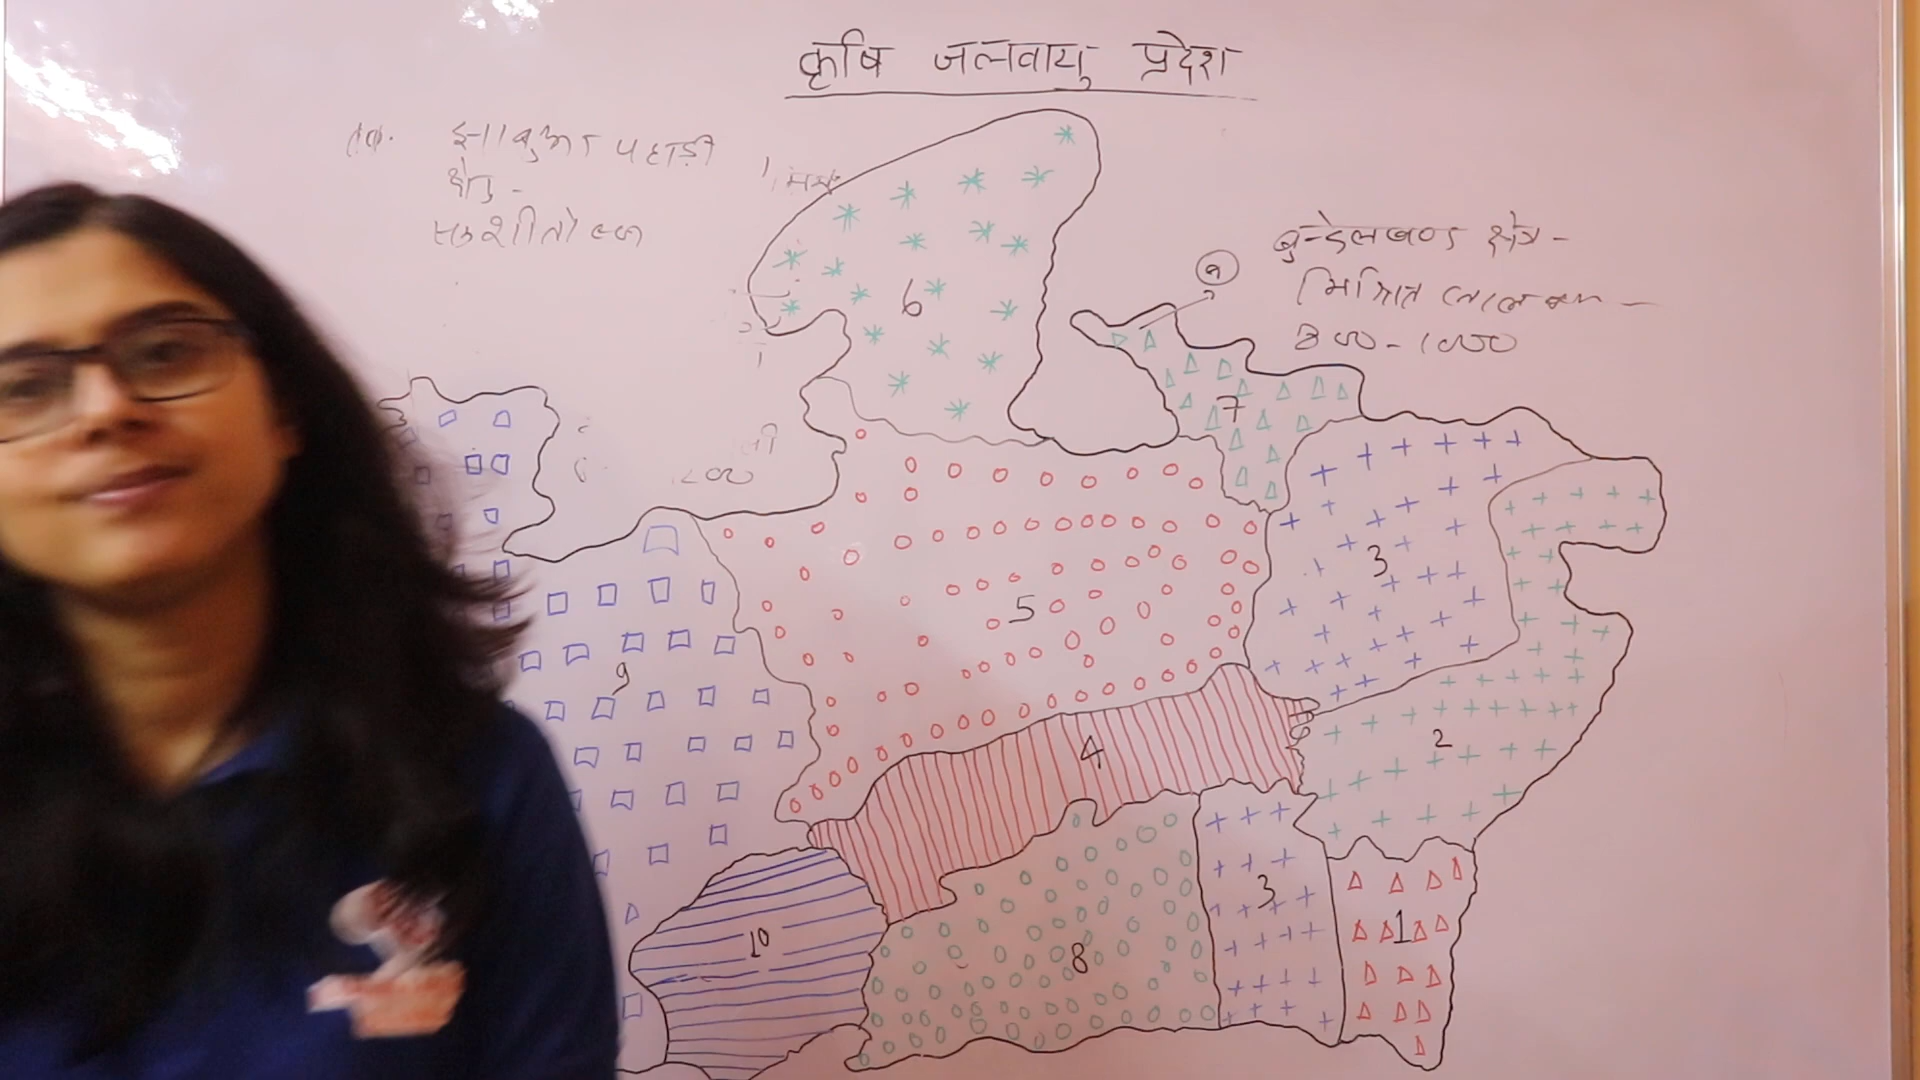 कृषि जलवायु प्रदेश
10. झाबुआ पहाड़ी
क्षेत्र -
बुन्देलखण्ड क्षेत्र -
मिश्रित लाल
800 - 1000
6
7
3
5
9
4
2
3
1
10
8